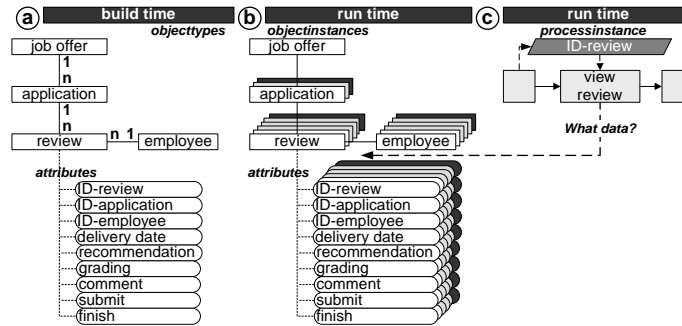 a build time
objecttypes
job offer
1
n
application
1
n
review n 1 employee
attributes
ID-review
ID-application
ID-employee
delivery date
recommendation
grading
comment
submit
finish
b run time
objectinstances
job offer
application
review employee
attributes
ID-review
ID-application
ID-employee
delivery date
recommendation
grading
comment
submit
finish
c run time
processinstance
ID-review
view
review
What data?